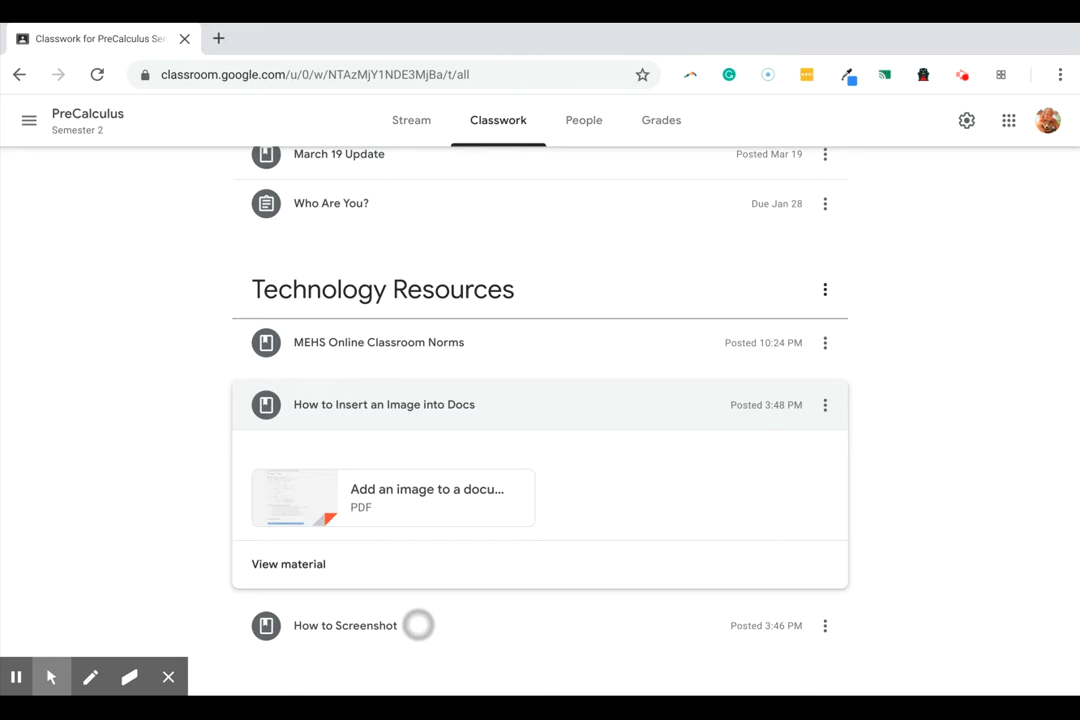 Classwork for PreCalculus Sem
classroom.google.com/u/0/w/NTAzMjY1NDE3MjBa/t/all
PreCalculus
Semester 2
Stream
Classwork
People
Grades
March 19 Update
Posted Mar 19
Who Are You?
Due Jan 28
Technology Resources
MEHS Online Classroom Norms
Posted 10:24 PM
How to Insert an Image into Docs
Posted 3:48 PM
Add an image to a docu...
PDF
View material
How to Screenshot
Posted 3:46 PM